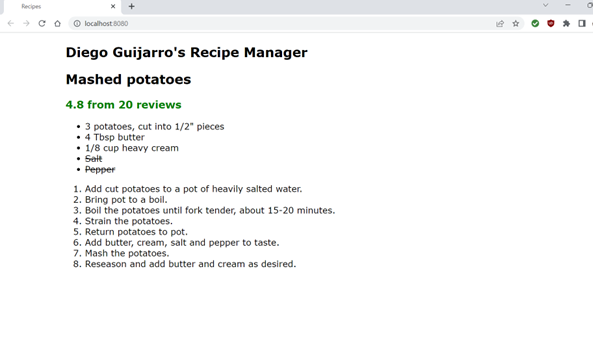 Recipes
localhost:8080
Diego Guijarro's Recipe Manager
Mashed potatoes
4.8 from 20 reviews
• 3 potatoes, cut into 1/2" pieces
• 4 Tbsp butter
• 1/8 cup heavy cream
• Salt
• Pepper
1. Add cut potatoes to a pot of heavily salted water.
2. Bring pot to a boil.
3. Boil the potatoes until fork tender, about 15-20 minutes.
4. Strain the potatoes.
5. Return potatoes to pot.
6. Add butter, cream, salt and pepper to taste.
7. Mash the potatoes.
8. Reseason and add butter and cream as desired.